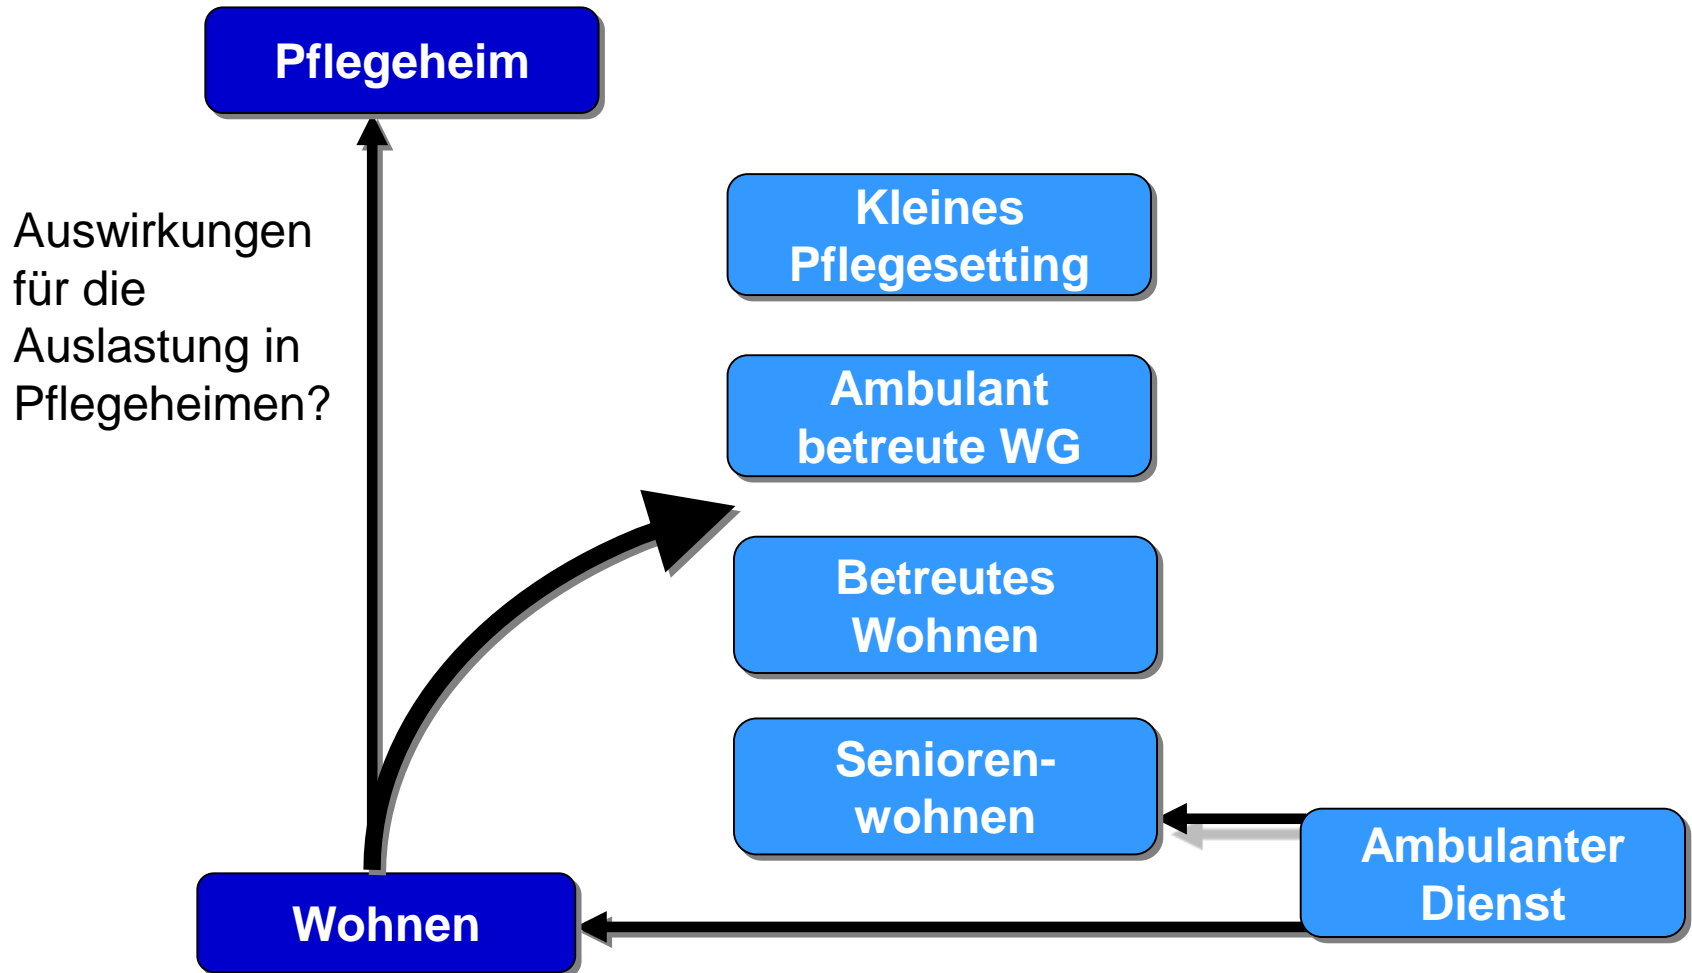 Pflegeheim
Auswirkungen
für die
Auslastung in
Pflegeheimen?
Kleines
Pflegesetting
Ambulant
betreute WG
Betreutes
Wohnen
Senioren-
wohnen
Ambulanter
Dienst
Wohnen